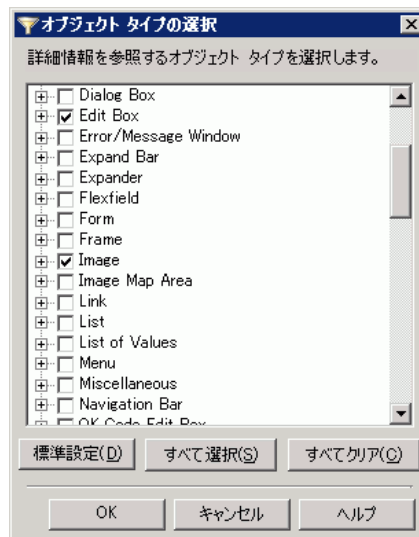 オブジェクト タイプの選択
詳細情報を参照するオブジェクト タイプを選択します。
Dialog Box
Edit Box
Error/Message Window
Expand Bar
Expander
Flexfield
Form
Frame
Image
Image Map Area
Link
List
List of Values
Menu
Miscellaneous
Navigation Bar
OK Code Edit Box
標準設定(D) すべて選択(S) すべてクリア(C)
OK キャンセル ヘルプ